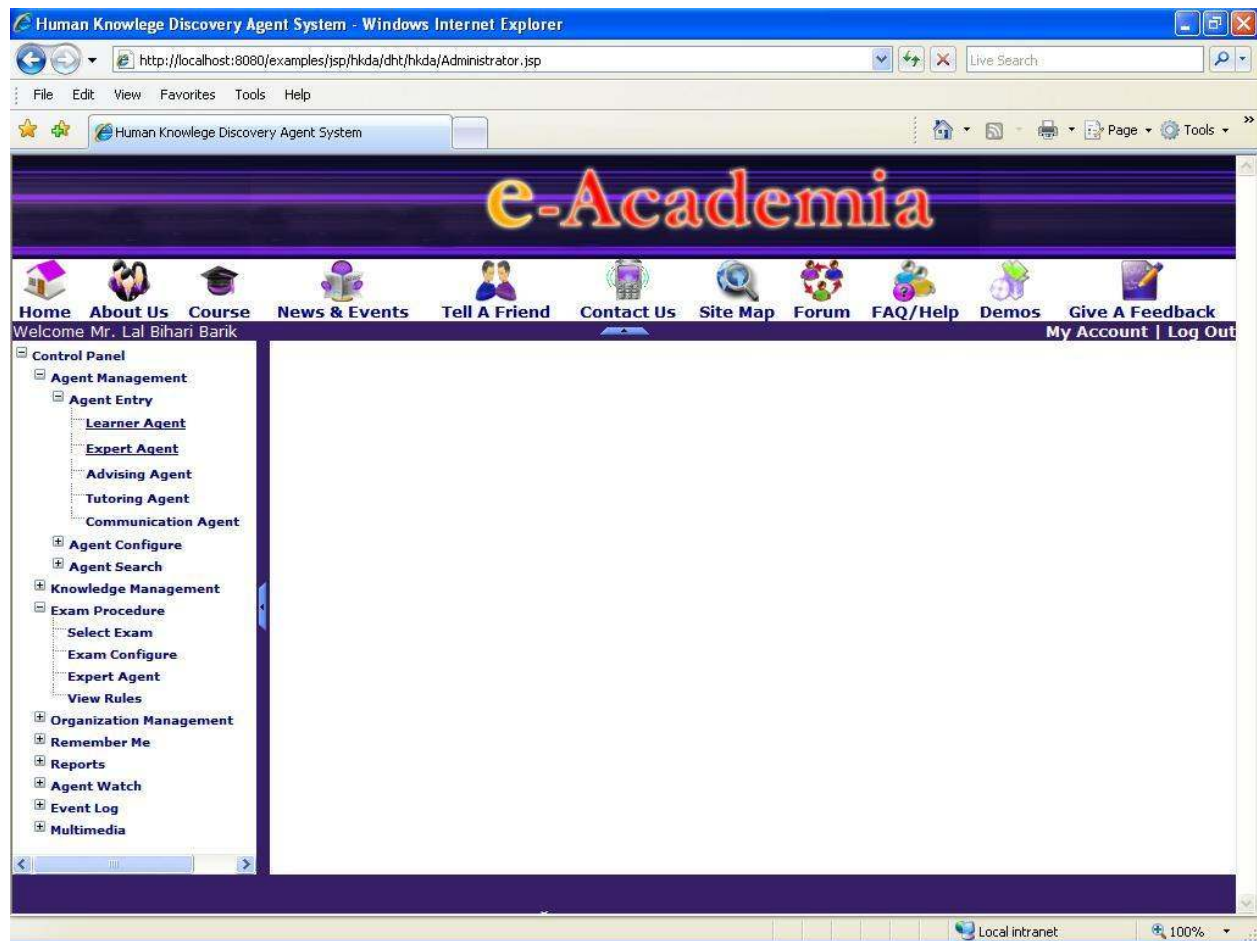 Human Knowlege Discovery Agent System - Windows Internet Explorer
http://localhost:8080/examples/jsp/hkda/dht/hkda/Administrator.jsp
Live Search
File Edit View Favorites Tools Help
Human Knowlege Discovery Agent System
Page Tools »
e-Academia
Home About Us Course News & Events Tell A Friend Contact Us Site Map Forum FAQ/Help Demos Give A Feedback
Welcome Mr. Lal Bihari Barik My Account | Log Out
Control Panel
Agent Management
Agent Entry
Learner Agent
Expert Agent
Advising Agent
Tutoring Agent
Communication Agent
Agent Configure
Agent Search
Knowledge Management
Exam Procedure
Select Exam
Exam Configure
Expert Agent
View Rules
Organization Management
Remember Me
Reports
Agent Watch
Event Log
Multimedia
Local intranet 100%